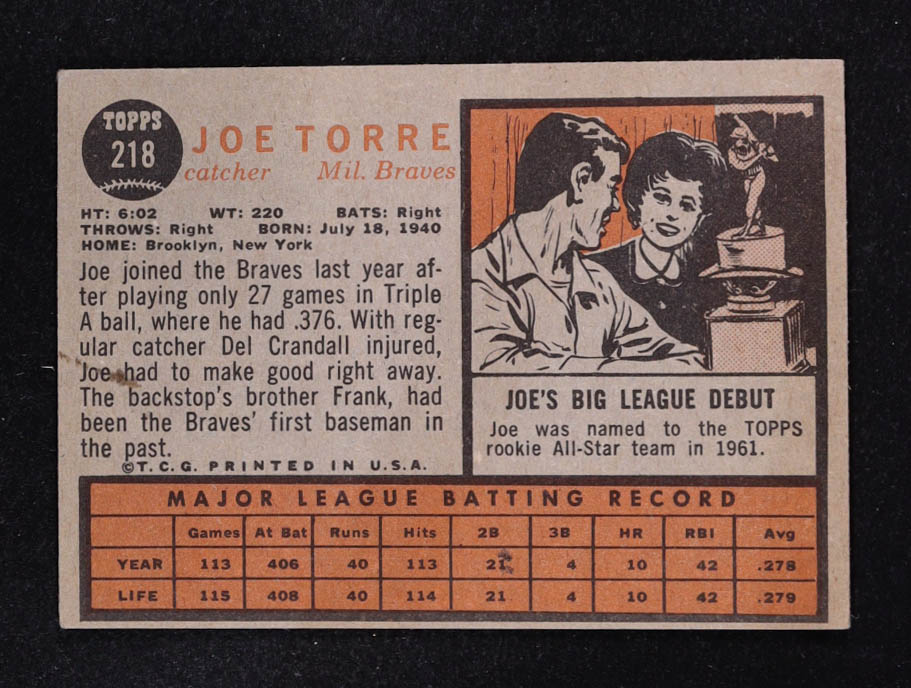 TOPPS
218
JOE TORRE
catcher Mil. Braves
HT: 6:02 WT: 220 BATS: Right
THROWS: Right BORN: July 18, 1940
HOME: Brooklyn, New York
Joe joined the Braves last year af-
ter playing only 27 games in Triple
A ball, where he had .376. With reg-
ular catcher Del Crandall injured,
Joe had to make good right away.
The backstop's brother Frank, had
been the Braves' first baseman in
the past.
©T.C.G. PRINTED IN U.S.A.
JOE'S BIG LEAGUE DEBUT
Joe was named to the TOPPS
rookie All-Star team in 1961.
MAJOR LEAGUE BATTING RECORD
Games At Bat Runs Hits 2B 3B HR RBI Avg
YEAR 113 406 40 113 21 4 10 42 .278
LIFE 115 408 40 114 21 4 10 42 .279